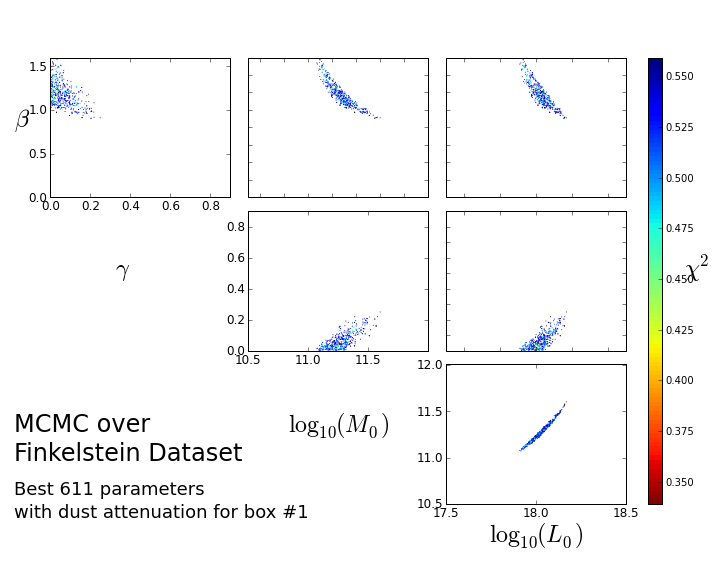 1.5
1.0
0.5
0.0
β
0.0 0.2 0.4 0.6 0.8
γ
0.8
0.6
0.4
0.2
0.0
10.5 11.0 11.5
log₁₀(M₀)
12.0
11.5
11.0
10.5
17.5 18.0 18.5
log₁₀(L₀)
0.550
0.525
0.500
0.475
0.450
0.425
0.400
0.375
0.350
χ²
MCMC over
Finkelstein Dataset
Best 611 parameters
with dust attenuation for box #1